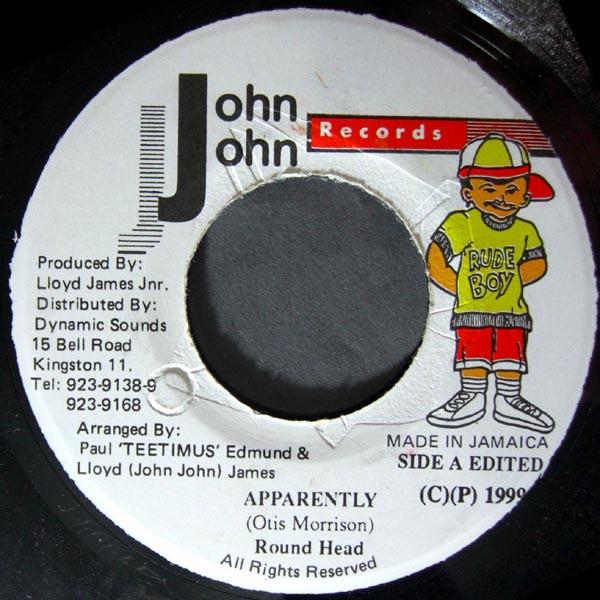 John
John
Records
RUDE
BOY
Produced By:
Lloyd James Jnr.
Distributed By:
Dynamic Sounds
15 Bell Road
Kingston 11.
Tel: 923-9138-9
923-9168
Arranged By:
Paul 'TEETIMUS' Edmund &
Lloyd (John John) James
MADE IN JAMAICA
SIDE A EDITED
(C)(P) 1999
APPARENTLY
(Otis Morrison)
Round Head
All Rights Reserved